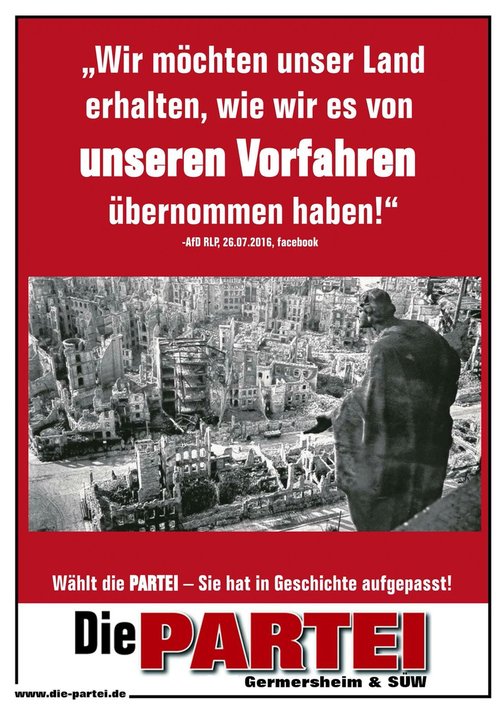 „Wir möchten unser Land
erhalten, wie wir es von
unseren Vorfahren
übernommen haben!“
-AfD RLP, 26.07.2016, facebook
Wählt die PARTEI – Sie hat in Geschichte aufgepasst!
Die PARTEI
Germersheim & SÜW
www.die-partei.de